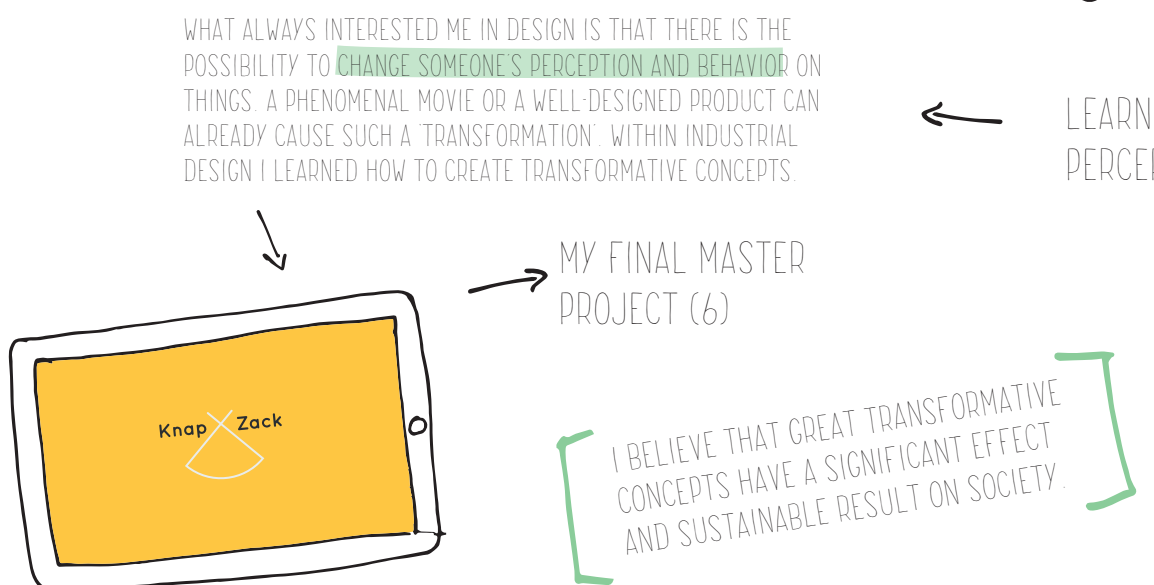 WHAT ALWAYS INTERESTED ME IN DESIGN IS THAT THERE IS THE
POSSIBILITY TO CHANGE SOMEONE'S PERCEPTION AND BEHAVIOR ON
THINGS. A PHENOMENAL MOVIE OR A WELL-DESIGNED PRODUCT CAN
ALREADY CAUSE SUCH A 'TRANSFORMATION'. WITHIN INDUSTRIAL
DESIGN I LEARNED HOW TO CREATE TRANSFORMATIVE CONCEPTS.
LEARN
MY FINAL MASTER
PROJECT (6)
Knap Zack
I BELIEVE THAT GREAT TRANSFORMATIVE
CONCEPTS HAVE A SIGNIFICANT EFFECT
AND SUSTAINABLE RESULT ON SOCIETY.